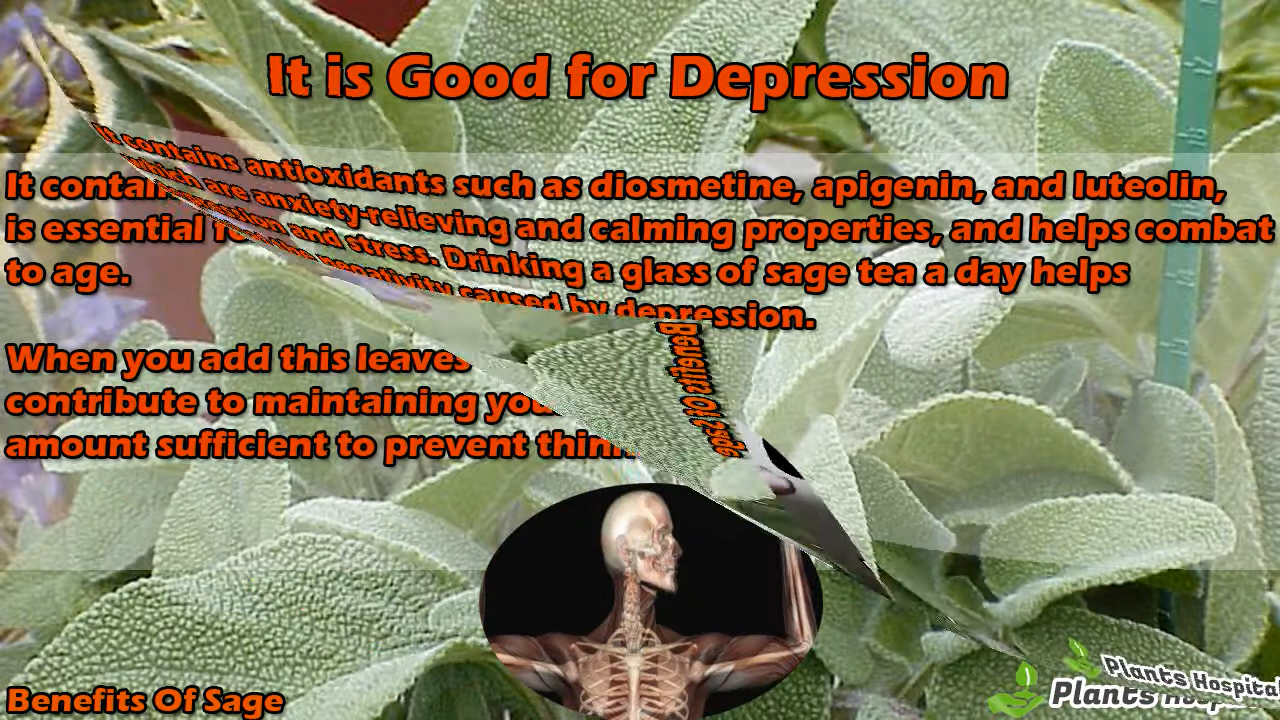 It is Good for Depression
It contains antioxidants such as diosmetine, apigenin, and luteolin,
which are anxiety-relieving and calming properties, and helps combat
and stress. Drinking a glass of sage tea a day helps
negativity caused by depression.
It contai
is essential
to age.
When you add this leaves
contribute to maintaining you
amount sufficient to prevent thin
Benefits Of Sage
Benefits Of Sage
Plants Hospital
Plants